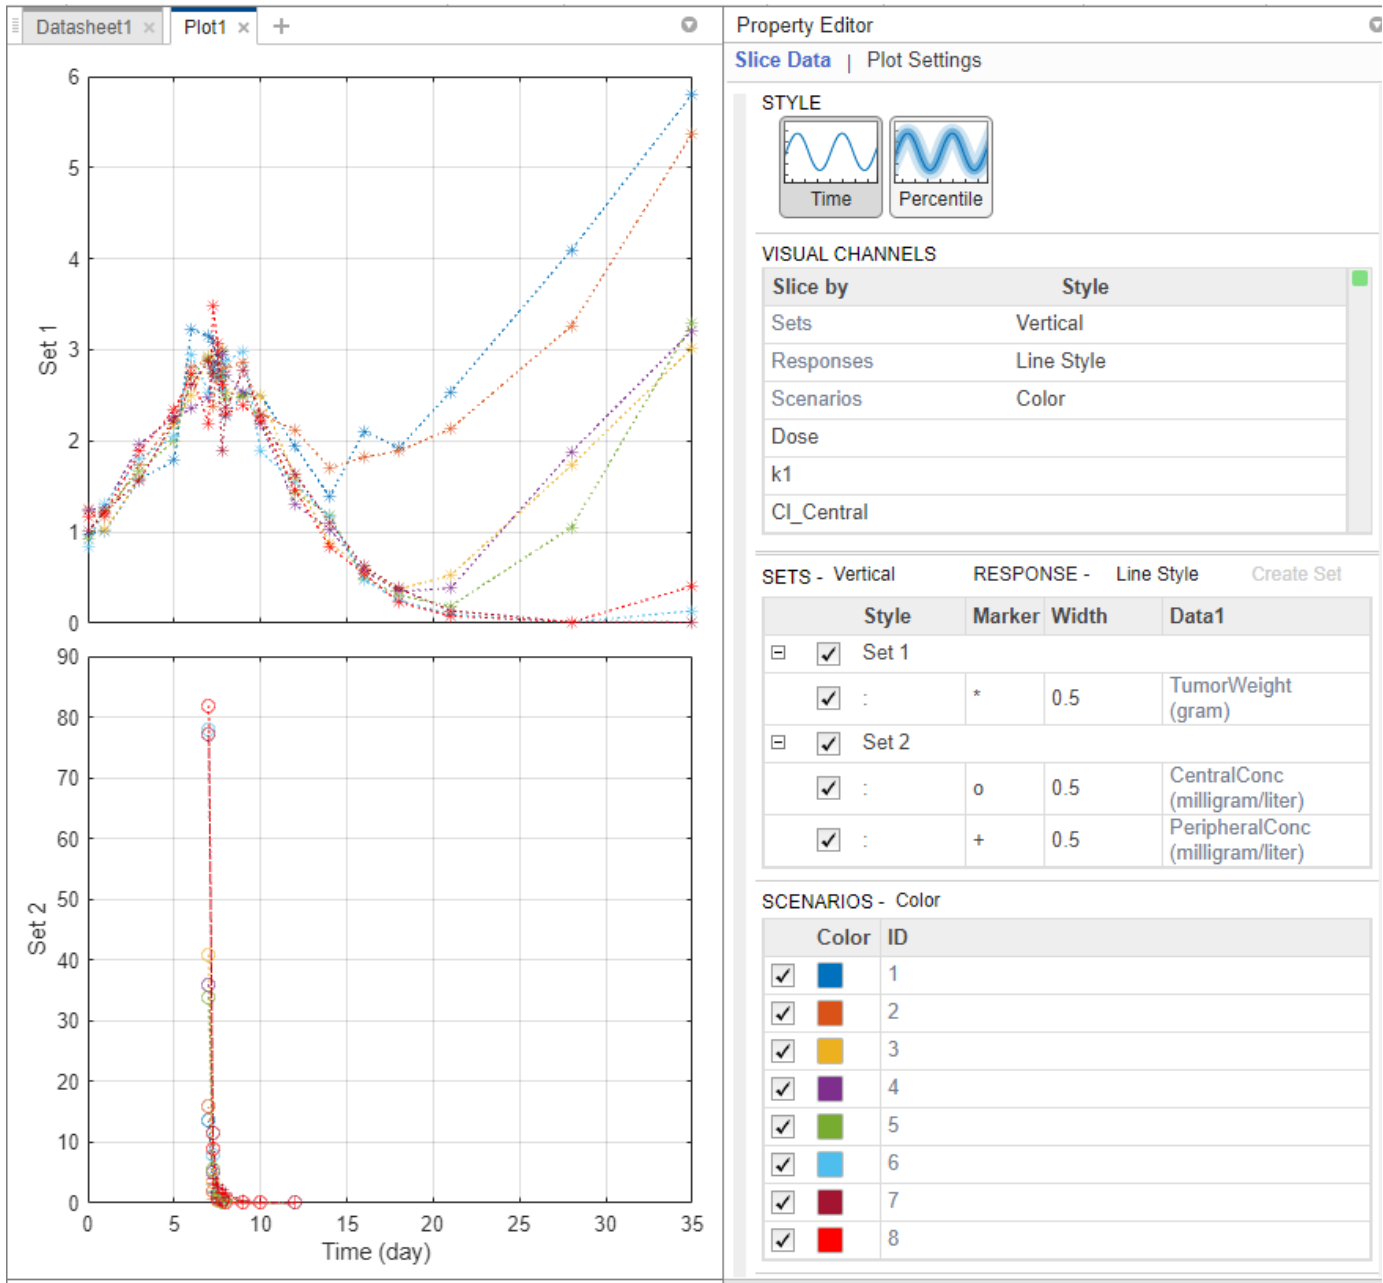 Datasheet1 × Plot1 × +
6
5
4
3
2
1
0
Set 1
90
80
70
60
50
40
30
20
10
0
Set 2
0 5 10 15 20 25 30 35
Time (day)
Property Editor
Slice Data | Plot Settings
STYLE
Time Percentile
VISUAL CHANNELS
Slice by Style
Sets Vertical
Responses Line Style
Scenarios Color
Dose
k1
Cl_Central
SETS - Vertical RESPONSE - Line Style Create Set
Style Marker Width Data1
Set 1
: * 0.5 TumorWeight
(gram)
Set 2
: o 0.5 CentralConc
(milligram/liter)
: + 0.5 PeripheralConc
(milligram/liter)
SCENARIOS - Color
Color ID
1
2
3
4
5
6
7
8